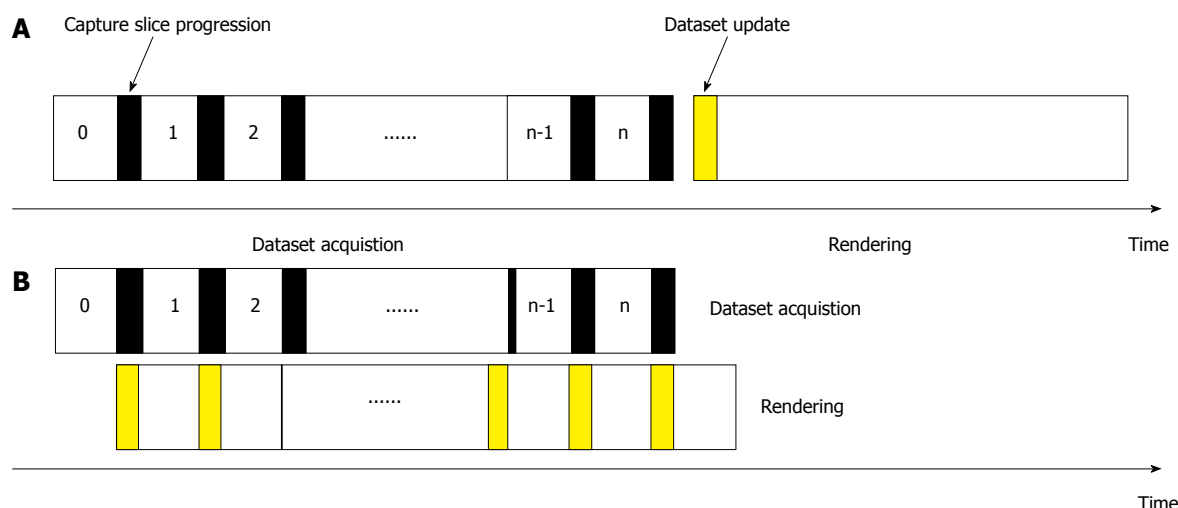 A
Capture slice progression
Dataset update
0
1
2
......
n-1
n
Dataset acquistion
Rendering
Time
B
0
1
2
......
n-1
n
Dataset acquistion
......
Rendering
Time